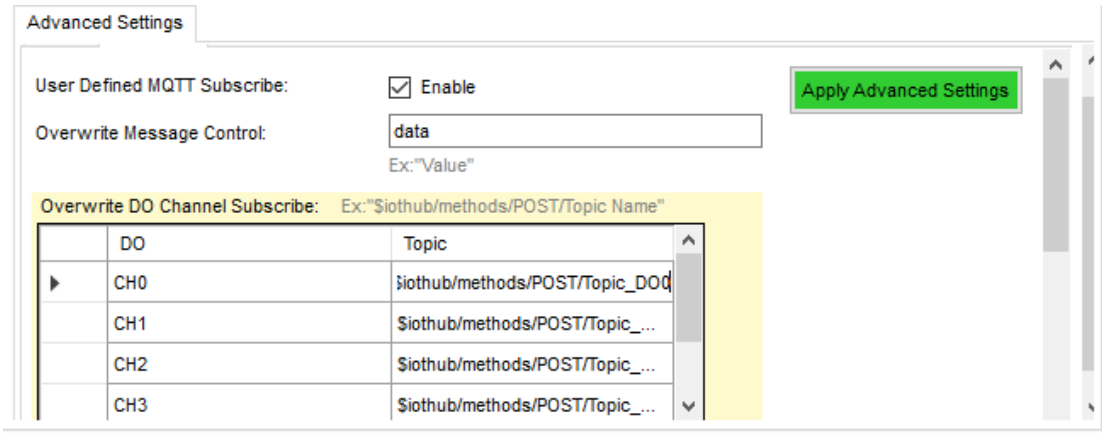 Advanced Settings
User Defined MQTT Subscribe: Enable
Apply Advanced Settings
Overwrite Message Control: data
Ex:"Value"
Overwrite DO Channel Subscribe: Ex:"$iothub/methods/POST/Topic Name"
DO Topic
CH0 $iothub/methods/POST/Topic_DO0
CH1 $iothub/methods/POST/Topic_...
CH2 $iothub/methods/POST/Topic_...
CH3 $iothub/methods/POST/Topic_...